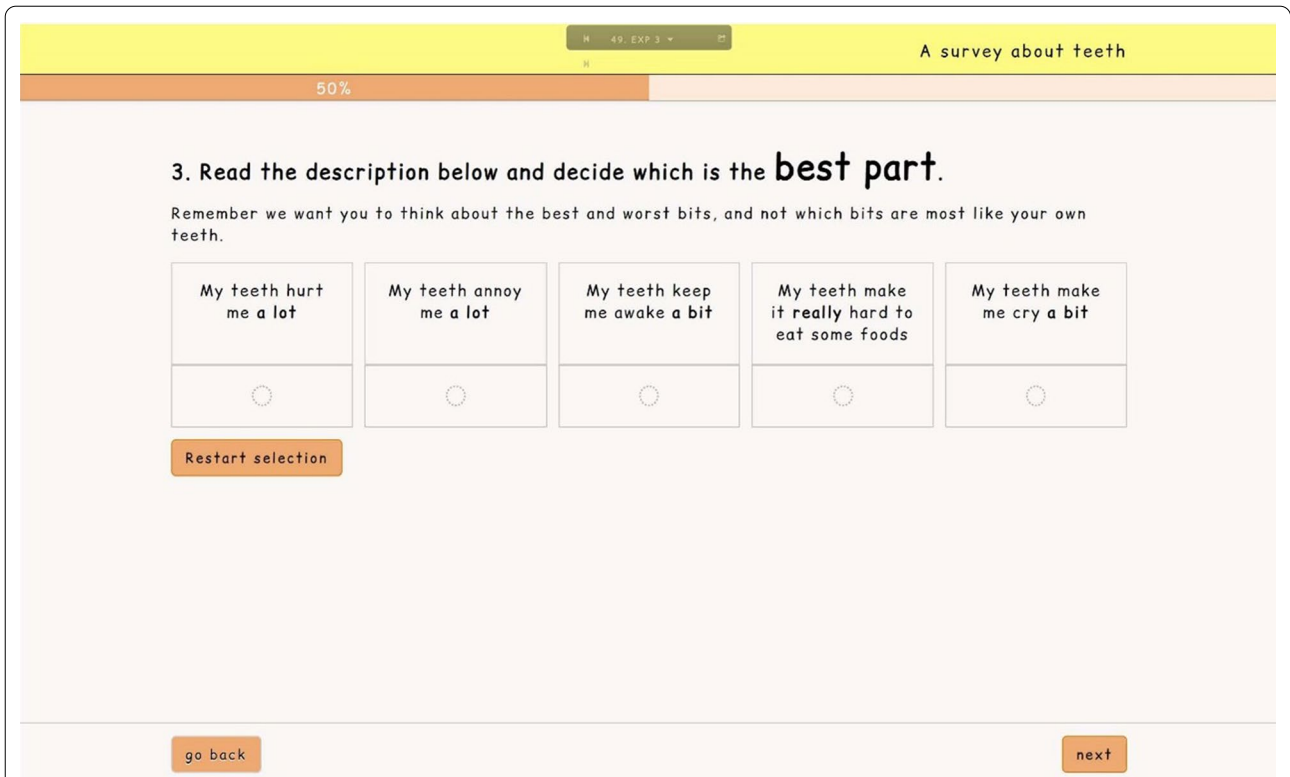 49. EXP 3
A survey about teeth
50%
3. Read the description below and decide which is the best part.
Remember we want you to think about the best and worst bits, and not which bits are most like your own
teeth.
My teeth hurt
me a lot
My teeth annoy
me a lot
My teeth keep
me awake a bit
My teeth make
it really hard to
eat some foods
My teeth make
me cry a bit
Restart selection
go back
next